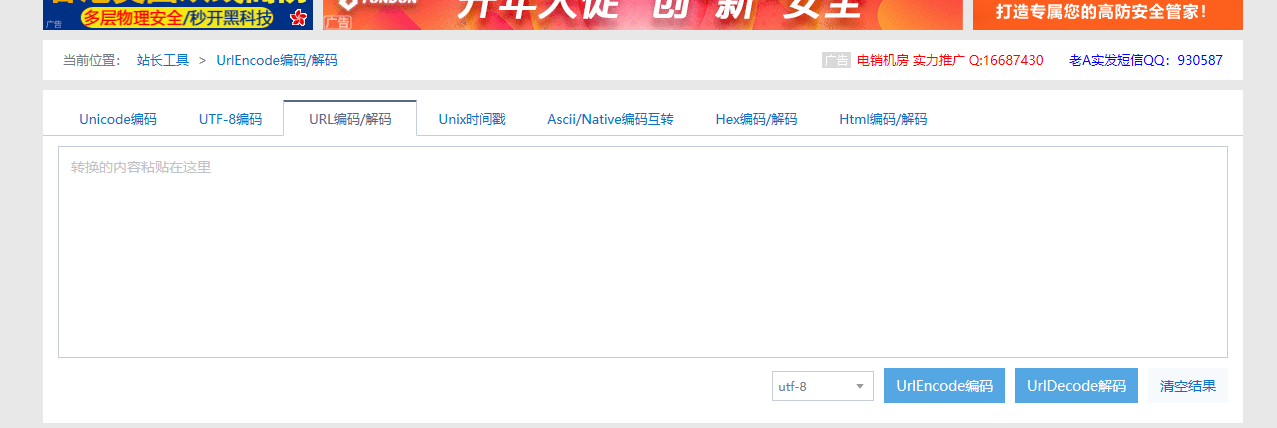 多层物理安全/秒开黑科技
广告
广告
开年大促 创 新 安全
打造专属您的高防安全管家！
当前位置： 站长工具 > UrlEncode编码/解码
广告 电销机房 实力推广 Q:16687430 老A实发短信QQ：930587
Unicode编码 UTF-8编码 URL编码/解码 Unix时间戳 Ascii/Native编码互转 Hex编码/解码 Html编码/解码
转换的内容粘贴在这里
utf-8 UrlEncode编码 UrlDecode解码 清空结果